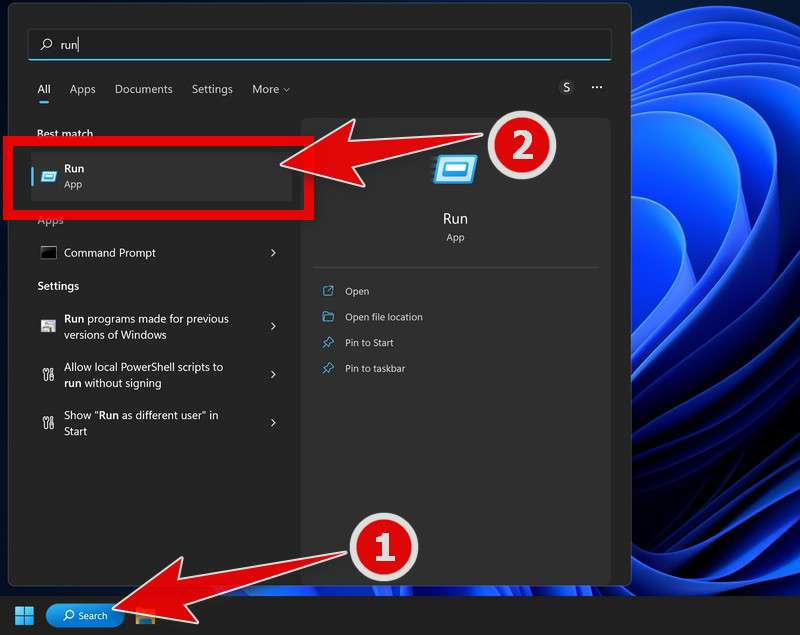 run
All Apps Documents Settings More
S
Best match
Run
App
Apps
Command Prompt
Settings
Run programs made for previous
versions of Windows
Allow local PowerShell scripts to
run without signing
Show "Run as different user" in
Start
2
Run
App
Open
Open file location
Pin to Start
Pin to taskbar
1
Search